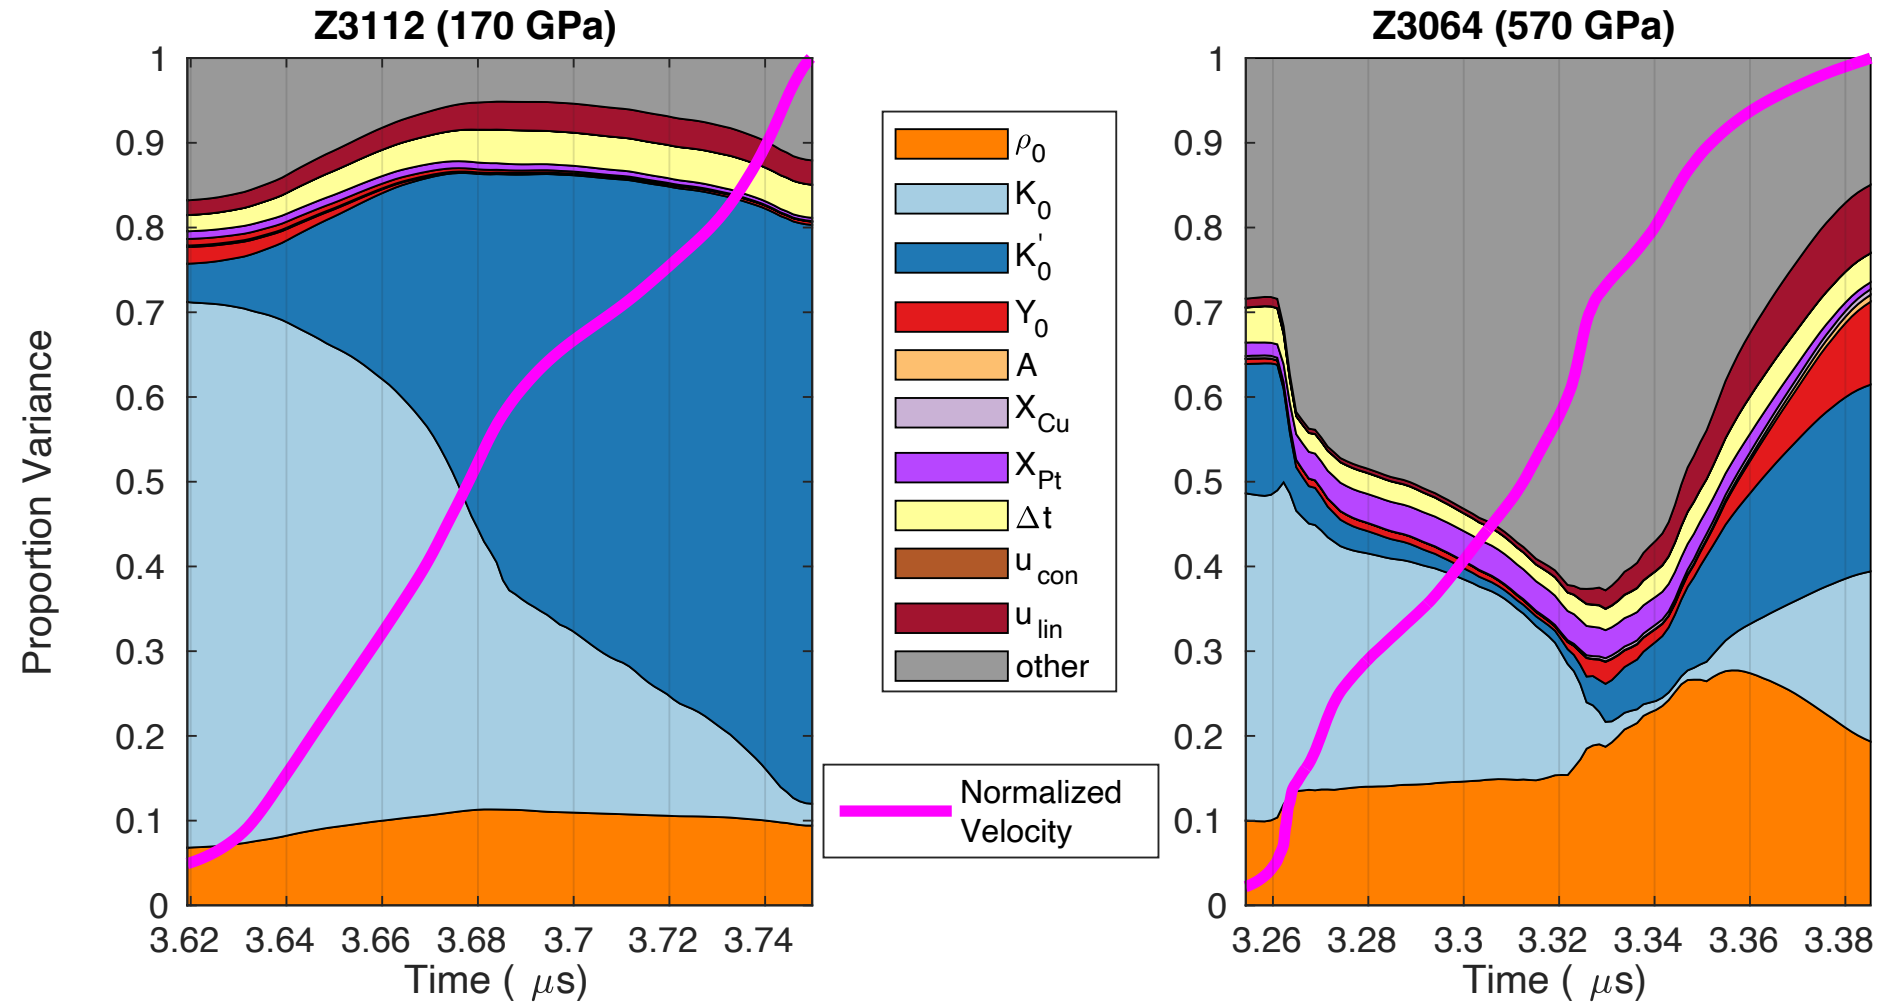 Z3112 (170 GPa)
Z3064 (570 GPa)
Proportion Variance
1
0.9
0.8
0.7
0.6
0.5
0.4
0.3
0.2
0.1
0
3.62 3.64 3.66 3.68 3.7 3.72 3.74
Time ( μs)
ρ0
K0
K'0
Y0
A
XCu
XPt
Δt
ucon
ulin
other
Normalized
Velocity
1
0.9
0.8
0.7
0.6
0.5
0.4
0.3
0.2
0.1
0
3.26 3.28 3.3 3.32 3.34 3.36 3.38
Time ( μs)